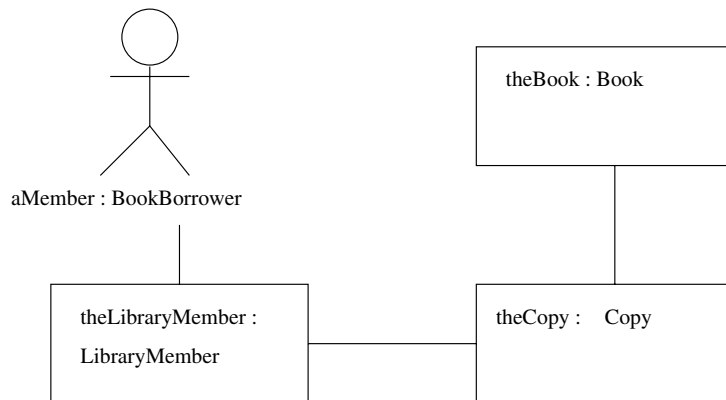 theBook : Book
aMember : BookBorrower
theLibraryMember :
LibraryMember
theCopy : Copy